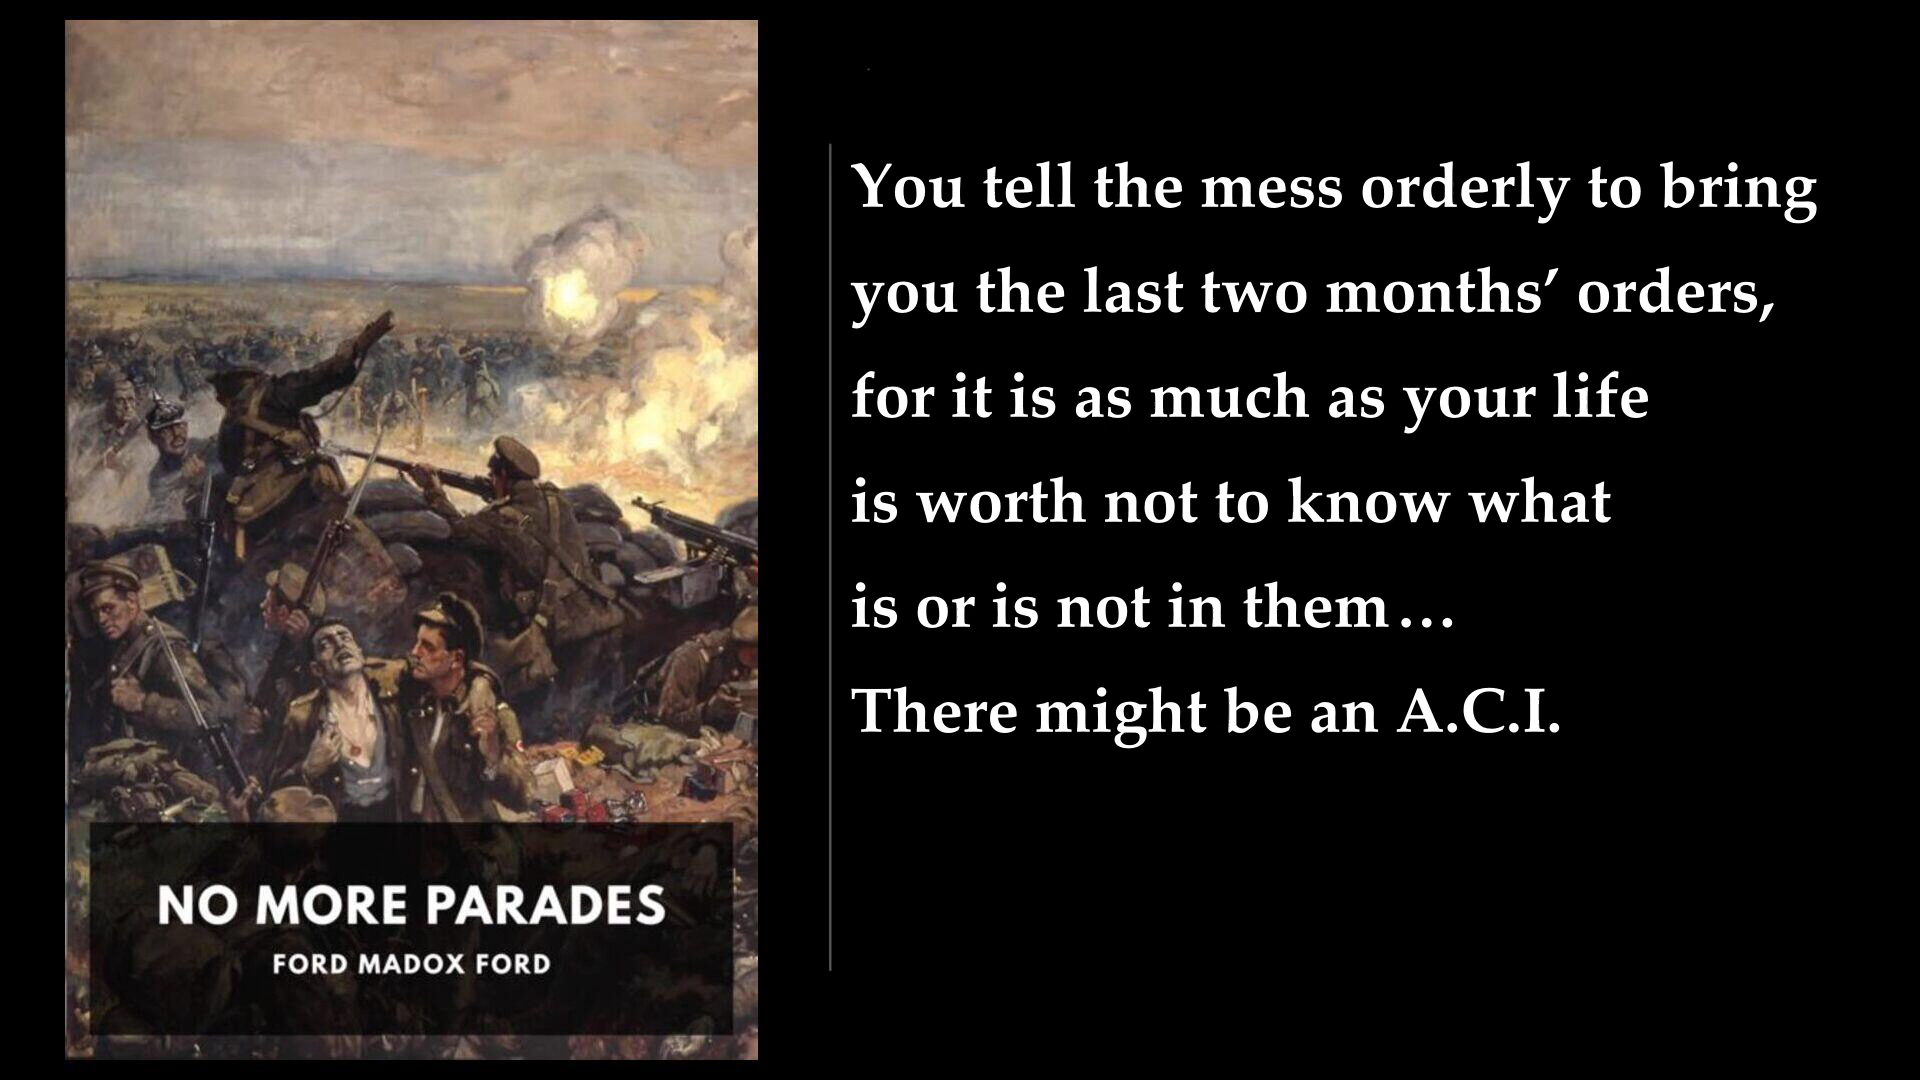 You tell the mess orderly to bring
you the last two months’ orders,
for it is as much as your life
is worth not to know what
is or is not in them…
There might be an A.C.I.
NO MORE PARADES
FORD MADOX FORD